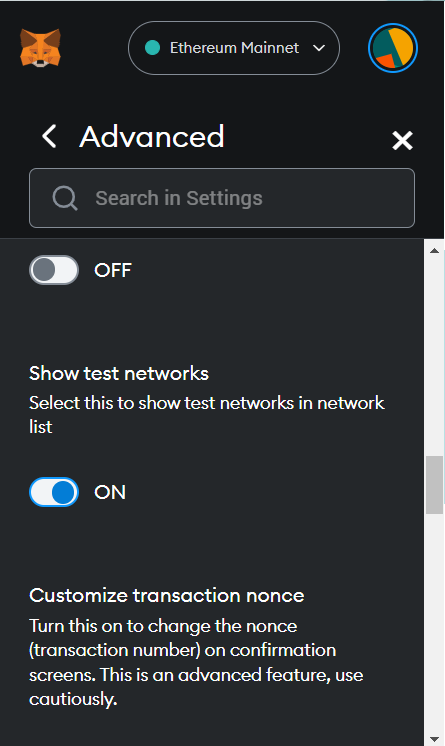 Ethereum Mainnet
Advanced
Search in Settings
OFF
Show test networks
Select this to show test networks in network
list
ON
Customize transaction nonce
Turn this on to change the nonce
(transaction number) on confirmation
screens. This is an advanced feature, use
cautiously.